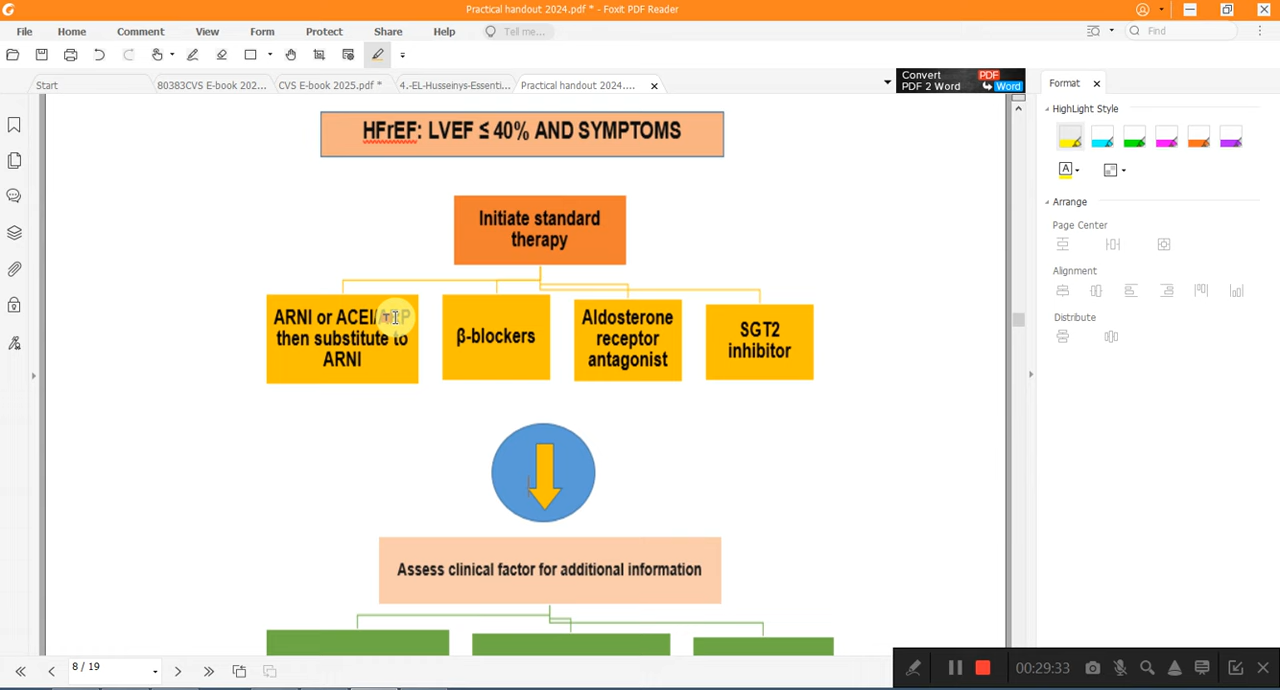 Practical handout 2024.pdf * - Foxit PDF Reader
File Home Comment View Form Protect Share Help Tell me... Find
Start 80383CVS E-book 202... CVS E-book 2025.pdf * 4.-EL-Husseinys-Essenti... Practical handout 2024....
Convert PDF
PDF 2 Word Word
Format
HighLight Style
A
Arrange
Page Center
Alignment
Distribute
HFrEF: LVEF ≤ 40% AND SYMPTOMS
Initiate standard
therapy
ARNI or ACEI/
then substitute to
ARNI
β-blockers
Aldosterone
receptor
antagonist
SGT2
inhibitor
Assess clinical factor for additional information
8 / 19
00:29:33